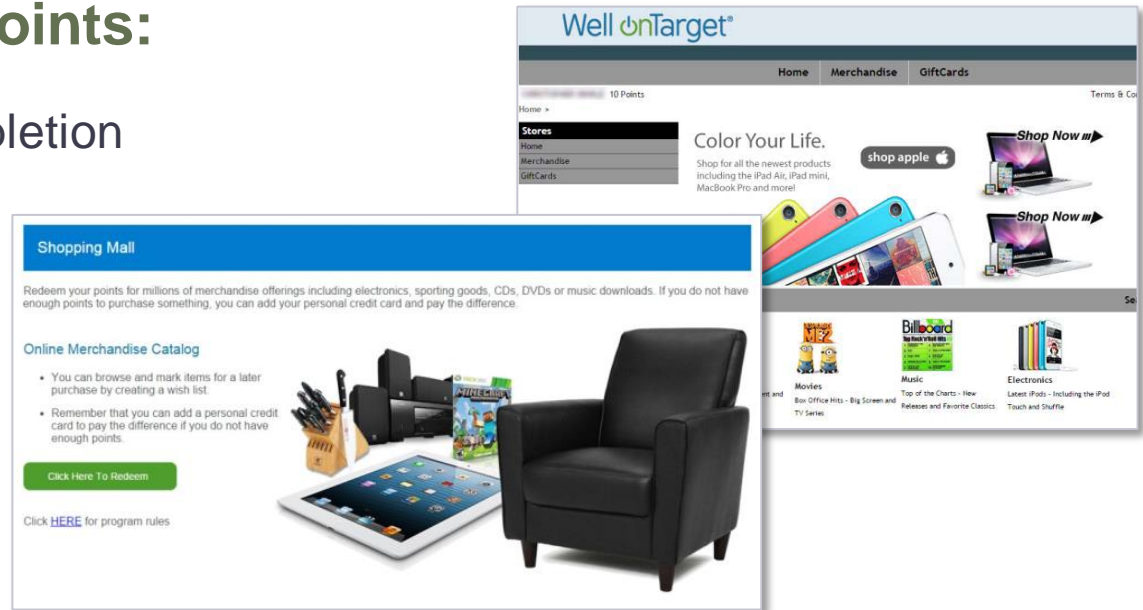 oints:
pletion
Well onTarget®
Home Merchandise GiftCards
10 Points
Terms & Co
Home >
Stores
Home
Merchandise
GiftCards
Color Your Life.
Shop for all the newest products
including the iPad Air, iPad mini,
MacBook Pro and more!
shop apple
Shop Now
Shop Now
Se
Billboard
Movies
Box Office Hits - Big Screen and
TV Series
ent and
Music
Top of the Charts - New
Releases and Favorite Classics
Electronics
Latest iPods - Including the iPod
Touch and Shuffle
Shopping Mall
Redeem your points for millions of merchandise offerings including electronics, sporting goods, CDs, DVDs or music downloads. If you do not have
enough points to purchase something, you can add your personal credit card and pay the difference.
Online Merchandise Catalog
• You can browse and mark items for a later
purchase by creating a wish list.
• Remember that you can add a personal credit
card to pay the difference if you do not have
enough points.
Click Here To Redeem
Click HERE for program rules
XBOX 360
MINECRAFT